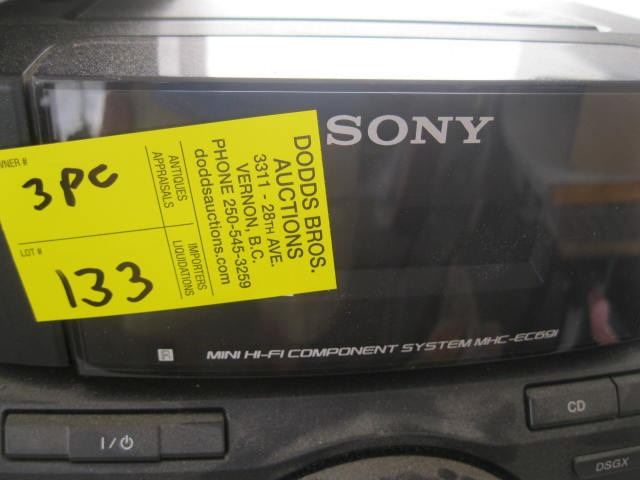 SONY
WNER #
3PC
LOT #
133
ANTIQUES
APPRAISALS
IMPORTERS
LIQUIDATIONS
DODDS BROS.
AUCTIONS
3311 - 28TH AVE.
VERNON, B.C.
PHONE 250-545-3259
doddsauctions.com
MINI HI-FI COMPONENT SYSTEM MHC-EC69i
I/⏻
CD
DSGX